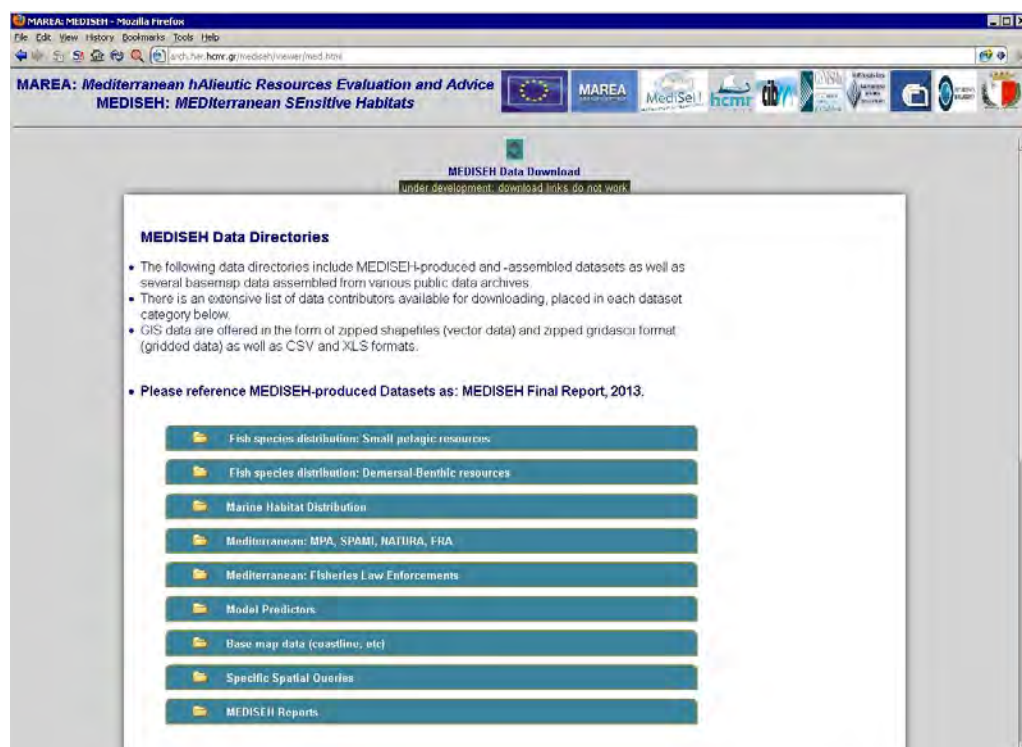 MAREA: MEDISEH - Mozilla Firefox
File Edit View History Bookmarks Tools Help
MAREA: Mediterranean hAlieutic Resources Evaluation and Advice
MEDISEH: MEDIterranean SEnsitive Habitats
MAREA
MediSeH
hcmr
MEDISEH Data Download
under development: download links do not work
MEDISEH Data Directories
• The following data directories include MEDISEH-produced and -assembled datasets as well as
several basemap data assembled from various public data archives.
• There is an extensive list of data contributors available for downloading, placed in each dataset
category below.
• GIS data are offered in the form of zipped shapefiles (vector data) and zipped gridascii format
(gridded data) as well as CSV and XLS formats.
• Please reference MEDISEH-produced Datasets as: MEDISEH Final Report, 2013.
Fish species distribution: Small pelagic resources
Fish species distribution: Demersal-Benthic resources
Marine Habitat Distribution
Mediterranean: MPA, SPAMI, NATURA, FRA
Mediterranean: Fisheries Law Enforcements
Model Predictors
Base map data (coastline, etc)
Specific Spatial Queries
MEDISEH Reports